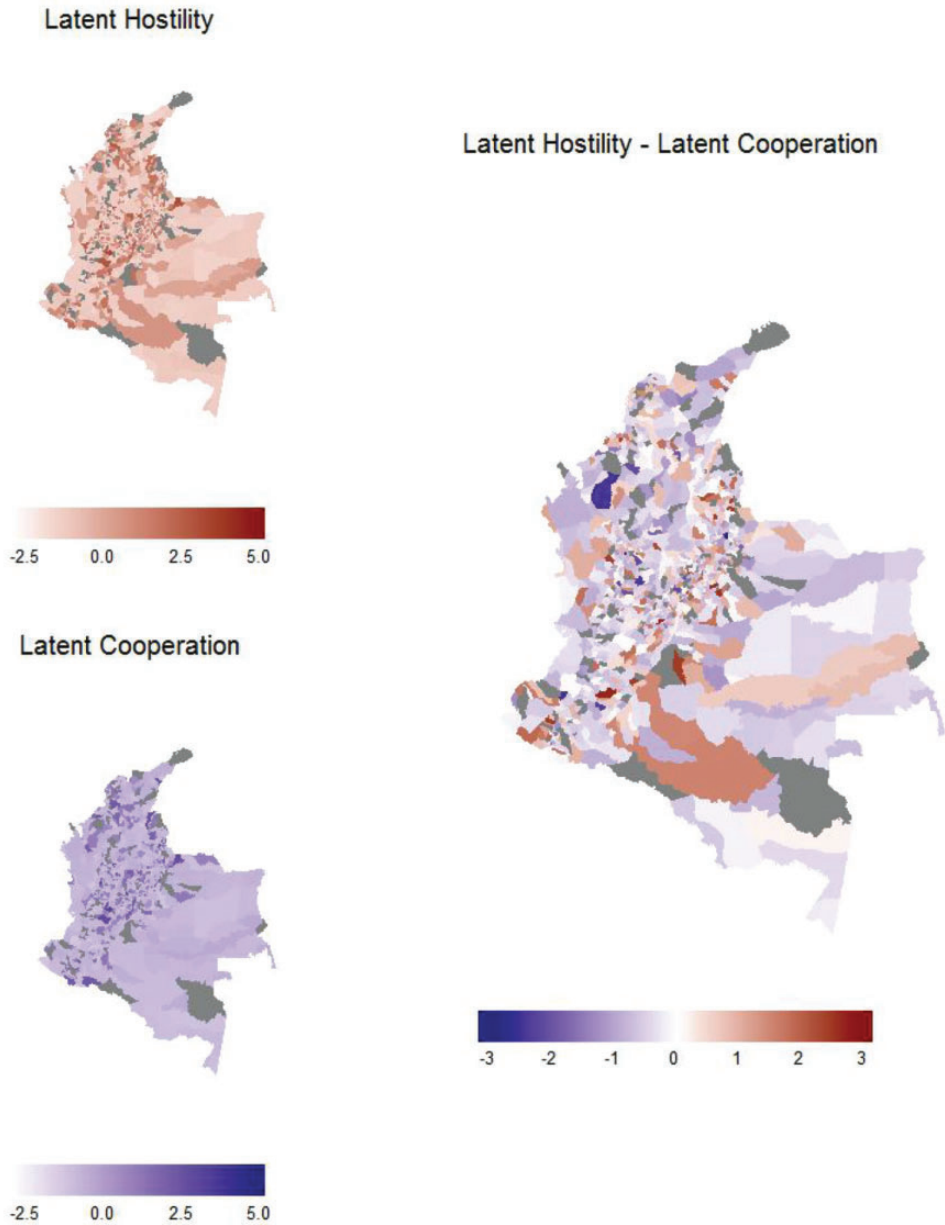 Latent Hostility
-2.5 0.0 2.5 5.0
Latent Cooperation
-2.5 0.0 2.5 5.0
Latent Hostility - Latent Cooperation
-3 -2 -1 0 1 2 3